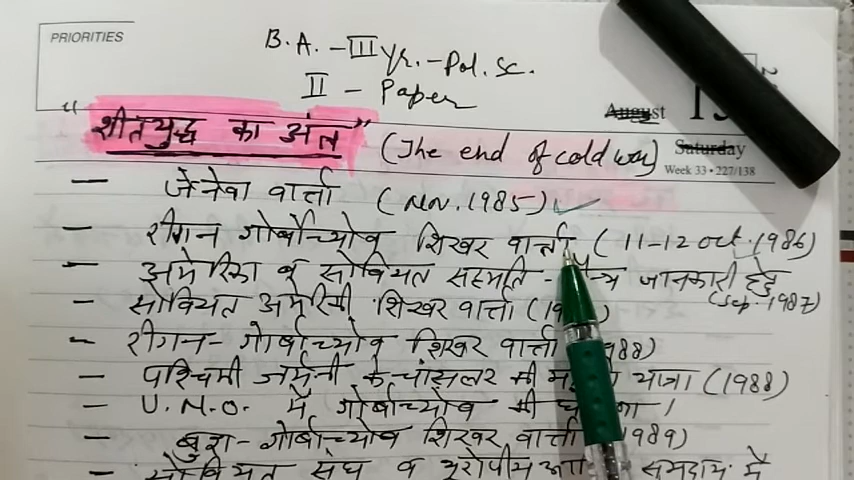 PRIORITIES
B.A. - III yr. - Pol. Sc.
II - Paper
August
"शीतयुद्ध का अंत" (The end of cold war)
Saturday
Week 33 • 227/138
— जेनेवा वार्त्ता (Nov. 1985) ✓
— रीगन गोर्बाच्योव शिखर वार्त्ता (11-12 Oct. 1986)
— अमेरिका व सोवियत सहमति जानकारी हेतु
(Sep. 1987)
— सोवियत अमेरिकी शिखर वार्त्ता
— रीगन - गोर्बाच्योव शिखर वार्त्ता 1988)
— पश्चिमी जर्मनी के चांसलर की यात्रा (1988)
— U.N.O. में गोर्बाच्योव की
— बुश - गोर्बाच्योव शिखर वार्त्ता 1989)
— सोवियत संघ व यूरोपीय समुदाय में